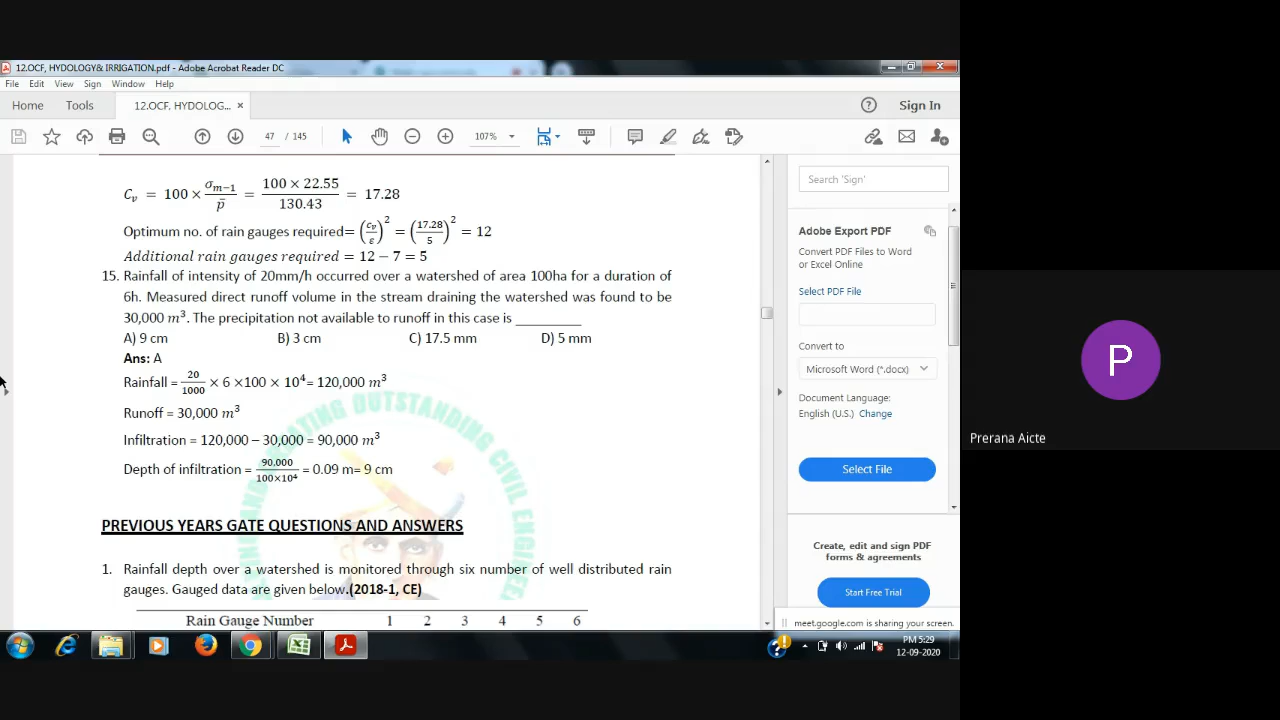 12.OCF, HYDOLOGY& IRRIGATION.pdf - Adobe Acrobat Reader DC
File Edit View Window Help
Home Tools 12.OCF, HYDOLOG... × Sign In
47 / 145 107%
C_v = 100 × σ_{m−1}/p̄ = 100 × 22.55/130.43 = 17.28
Optimum no. of rain gauges required= (c_v/ε)^2 = (17.28/5)^2 = 12
Additional rain gauges required = 12 − 7 = 5
15. Rainfall of intensity of 20mm/h occurred over a watershed of area 100ha for a duration of
6h. Measured direct runoff volume in the stream draining the watershed was found to be
30,000 m³. The precipitation not available to runoff in this case is ________
A) 9 cm B) 3 cm C) 17.5 mm D) 5 mm
Ans: A
Rainfall = 20/1000 × 6 ×100 × 10⁴= 120,000 m³
Runoff = 30,000 m³
Infiltration = 120,000 − 30,000 = 90,000 m³
Depth of infiltration = 90,000/100×10⁴ = 0.09 m= 9 cm
PREVIOUS YEARS GATE QUESTIONS AND ANSWERS
1. Rainfall depth over a watershed is monitored through six number of well distributed rain
gauges. Gauged data are given below.(2018-1, CE)
Rain Gauge Number 1 2 3 4 5 6
Search 'Sign'
Adobe Export PDF
Convert PDF Files to Word
or Excel Online
Select PDF File
Convert to
Microsoft Word (*.docx)
Document Language:
English (U.S.) Change
Select File
Create, edit and sign PDF
forms & agreements
Start Free Trial
meet.google.com is sharing your screen.
PM 5:29
12-09-2020
P
Prerana Aicte